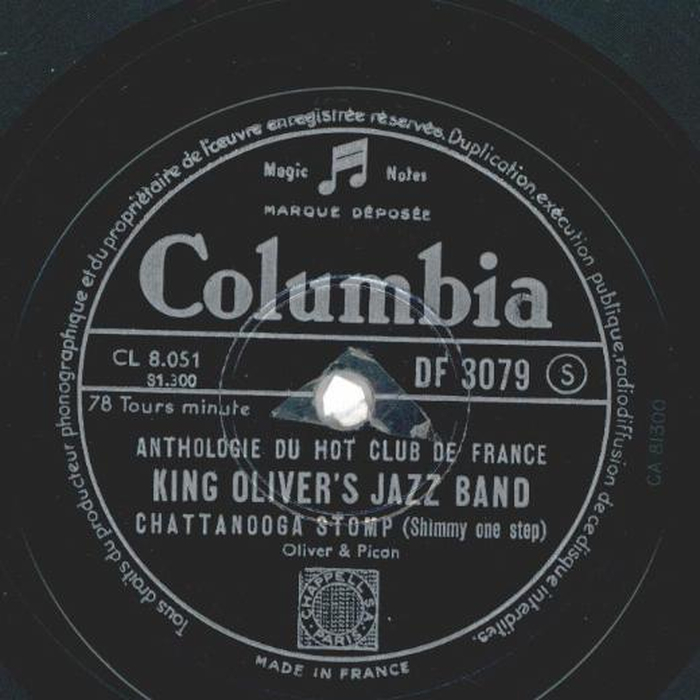 Tous droits du producteur phonographique et du propriétaire de l'œuvre enregistrée réservés. Duplication, exécution publique, radiodiffusion de ce disque interdites.
Magic Notes
MARQUE DÉPOSÉE
Columbia
CL 8.051
81.300
DF 3079 S
78 Tours minute
ANTHOLOGIE DU HOT CLUB DE FRANCE
KING OLIVER'S JAZZ BAND
CHATTANOOGA STOMP (Shimmy one step)
Oliver & Picon
CHAPPELL S.A.
PARIS
MADE IN FRANCE
CA 81300